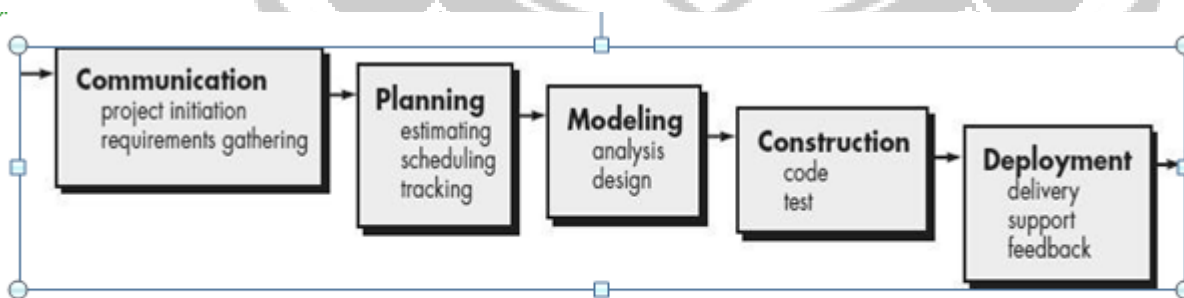 Communication
project initiation
requirements gathering
Planning
estimating
scheduling
tracking
Modeling
analysis
design
Construction
code
test
Deployment
delivery
support
feedback